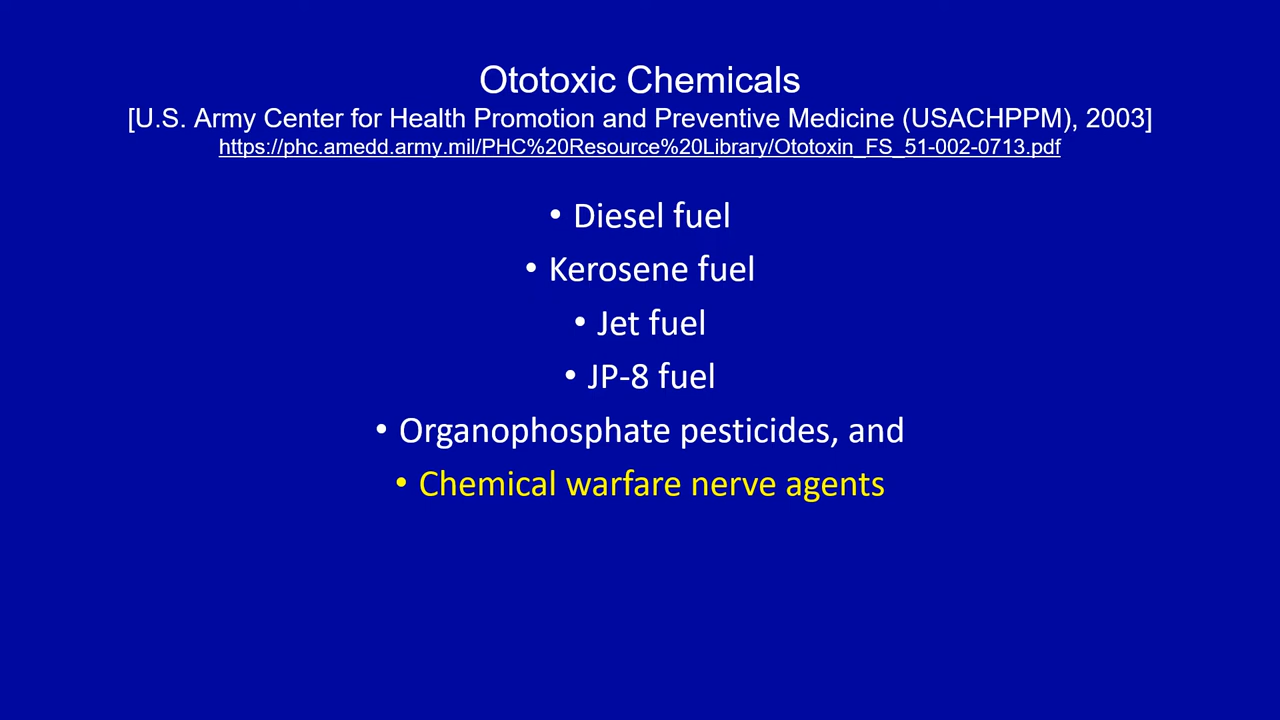 Ototoxic Chemicals
[U.S. Army Center for Health Promotion and Preventive Medicine (USACHPPM), 2003]
https://phc.amedd.army.mil/PHC%20Resource%20Library/Ototoxin_FS_51-002-0713.pdf
• Diesel fuel
• Kerosene fuel
• Jet fuel
• JP-8 fuel
• Organophosphate pesticides, and
• Chemical warfare nerve agents